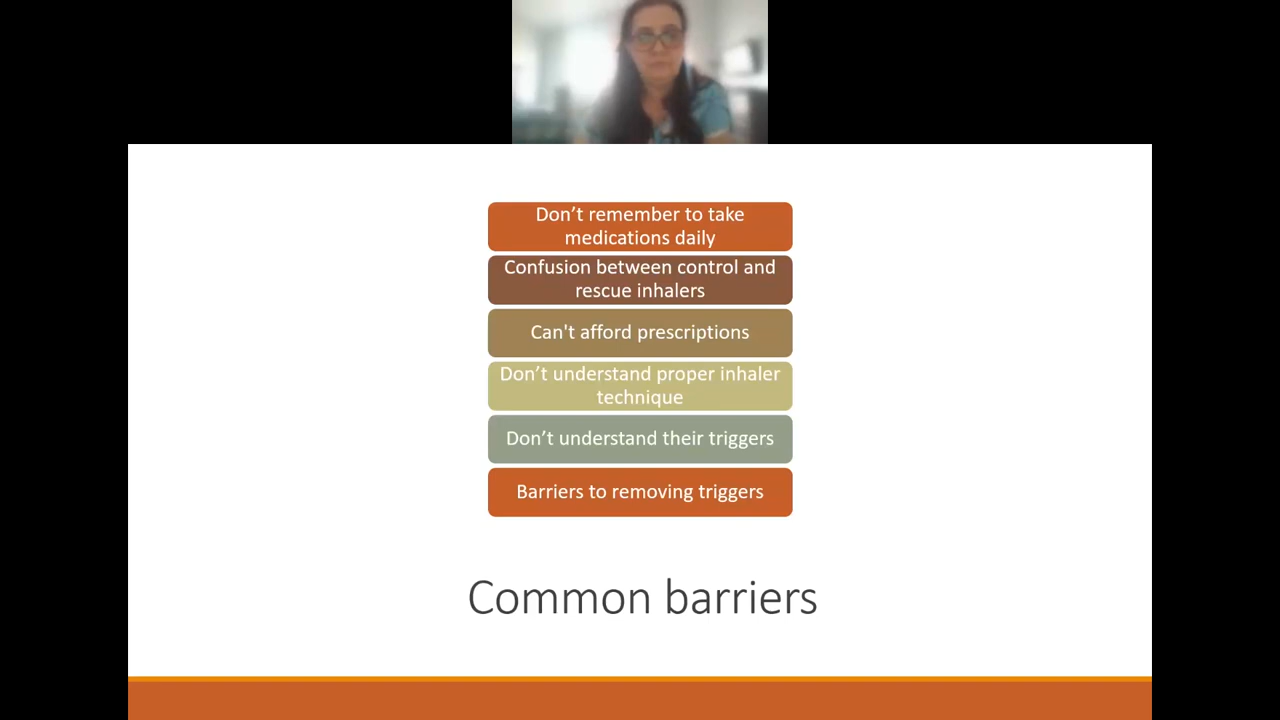 Don’t remember to take
medications daily
Confusion between control and
rescue inhalers
Can't afford prescriptions
Don’t understand proper inhaler
technique
Don’t understand their triggers
Barriers to removing triggers
Common barriers